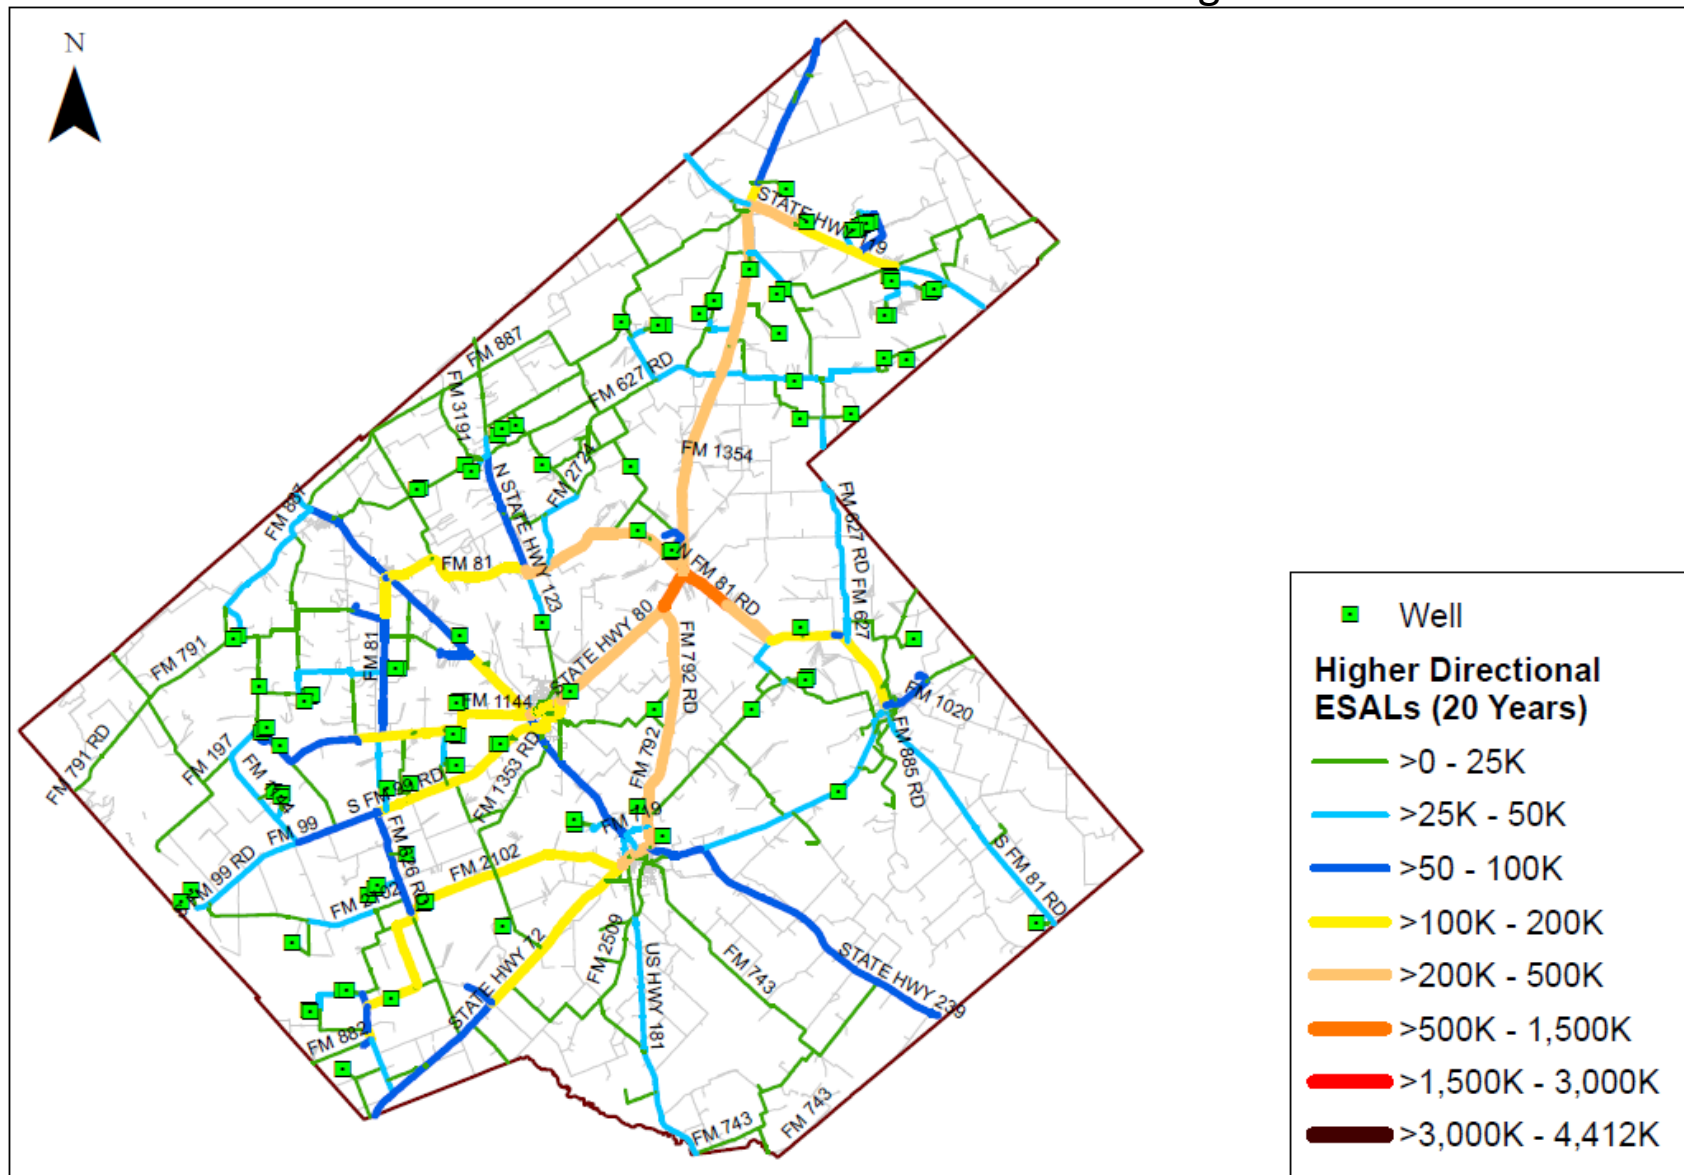 g
N
STATE HWY 119
FM 887
FM 3191
FM 627 RD
FM 1354
FM 2724
N STATE HWY 123
FM 887
FM 81
N FM 81 RD
FM 627 RD
FM 627
STATE HWY 80
FM 792 RD
FM 791
FM 81
FM 1144
FM 1020
FM 791 RD
FM 197
FM 1353 RD
FM 792
FM 885 RD
S FM 99 RD
FM 99
FM 119
S FM 99 RD
FM 626 RD
FM 2102
FM 2102
S FM 81 RD
STATE HWY 72
FM 2509
US HWY 181
FM 743
STATE HWY 239
FM 882
FM 743
FM 743
Well
Higher Directional
ESALs (20 Years)
>0 - 25K
>25K - 50K
>50 - 100K
>100K - 200K
>200K - 500K
>500K - 1,500K
>1,500K - 3,000K
>3,000K - 4,412K